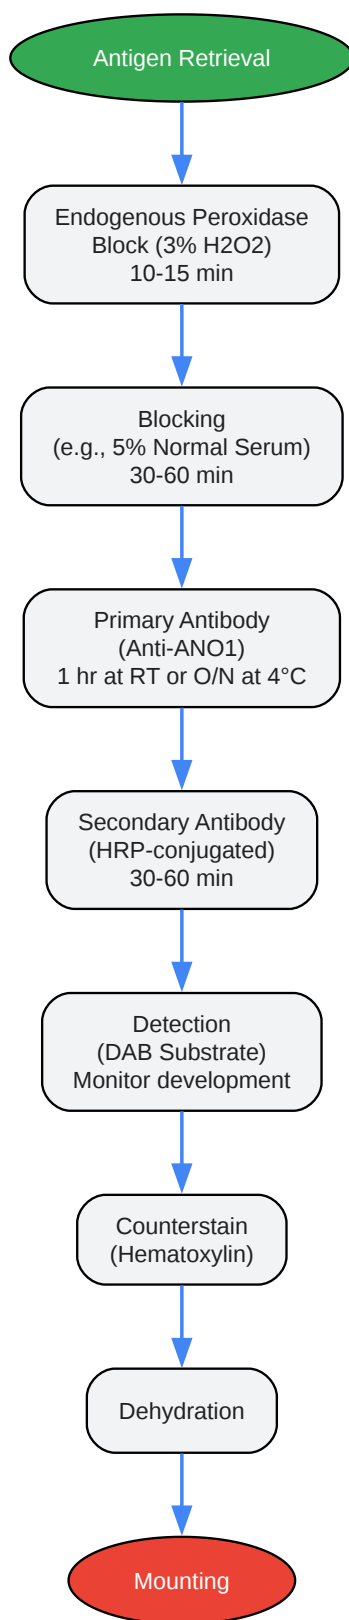 Antigen Retrieval
Endogenous Peroxidase
Block (3% H2O2)
10-15 min
Blocking
(e.g., 5% Normal Serum)
30-60 min
Primary Antibody
(Anti-ANO1)
1 hr at RT or O/N at 4°C
Secondary Antibody
(HRP-conjugated)
30-60 min
Detection
(DAB Substrate)
Monitor development
Counterstain
(Hematoxylin)
Dehydration
Mounting